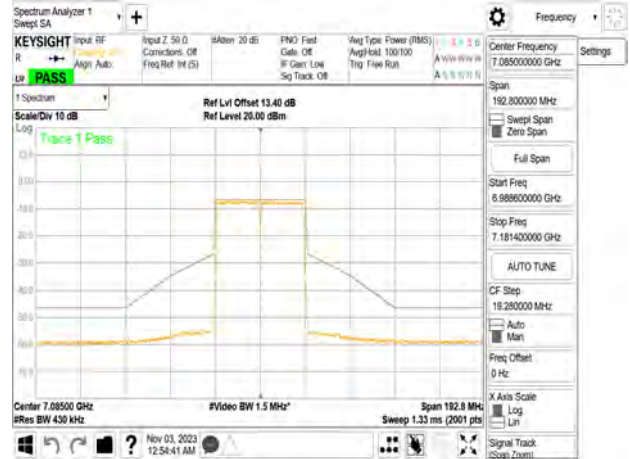 Spectrum Analyzer 1
Swept SA
+
Frequency
KEYSIGHT
Input: RF
Input Z: 50 Ω
#Atten: 20 dB
PNO: Fast
Avg Type: Power (RMS)
Corrections: Off
Gate: Off
Avg|Hold: 100/100
R
Align: Auto
Freq Ref: Int (S)
IF Gain: Low
Trig: Free Run
Sig Track: Off
PASS
Center Frequency
7.085000000 GHz
Settings
Span
192.800000 MHz
Swept Span
Zero Span
Full Span
Start Freq
6.988600000 GHz
Stop Freq
7.181400000 GHz
AUTO TUNE
CF Step
19.280000 MHz
Auto
Man
Freq Offset
0 Hz
X Axis Scale
Log
Lin
Signal Track
(Span Zoom)
1 Spectrum
Ref Lvl Offset 13.40 dB
Scale/Div 10 dB
Ref Level 20.00 dBm
Log
Trace 1 Pass
Center 7.08500 GHz
#Video BW 1.5 MHz*
Span 192.8 MHz
#Res BW 430 kHz
Sweep 1.33 ms (2001 pts
?
Nov 03, 2023
12:54:41 AM